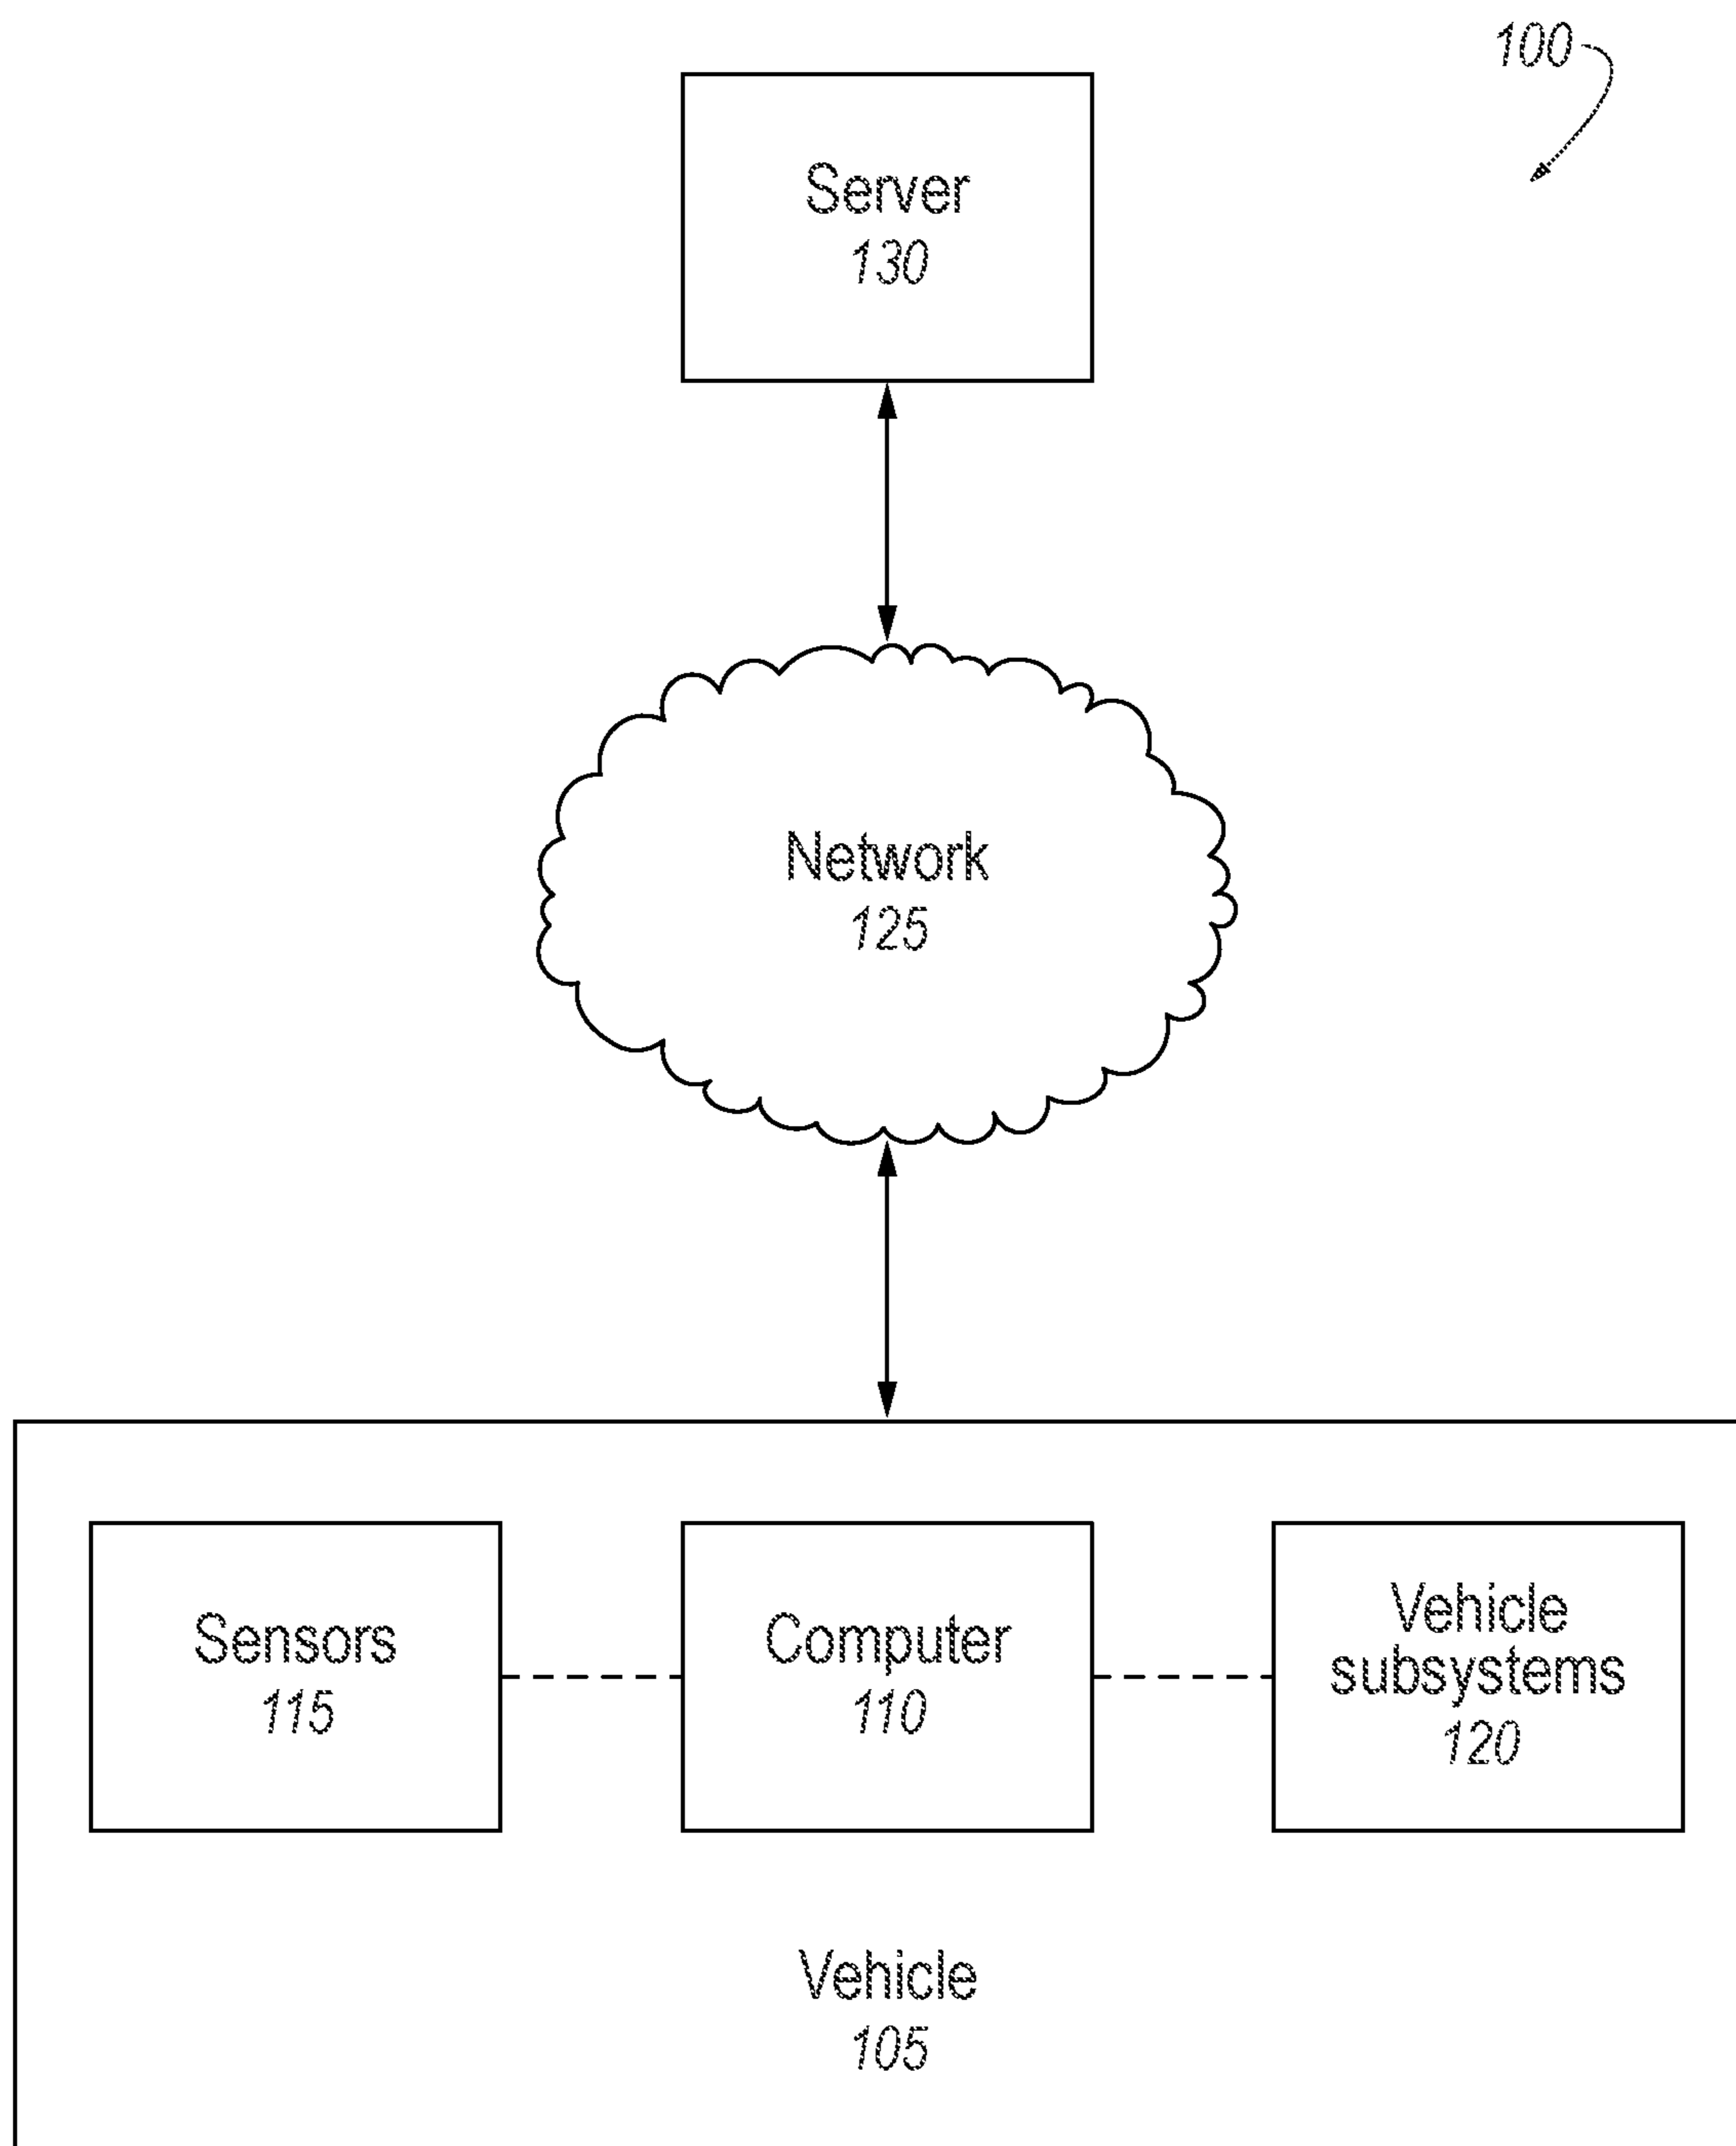 100
Server
130
Network
125
Sensors
115
Computer
110
Vehicle
subsystems
120
Vehicle
105